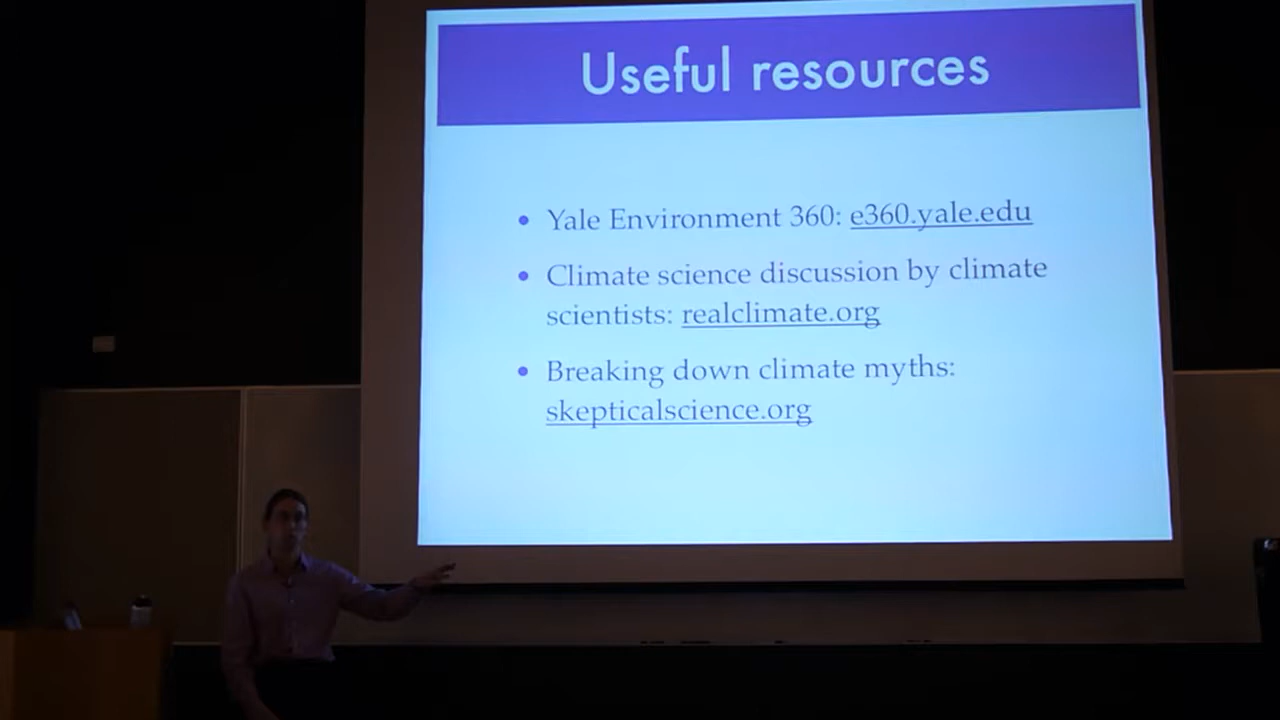 Useful resources
• Yale Environment 360: e360.yale.edu
• Climate science discussion by climate
scientists: realclimate.org
• Breaking down climate myths:
skepticalscience.org